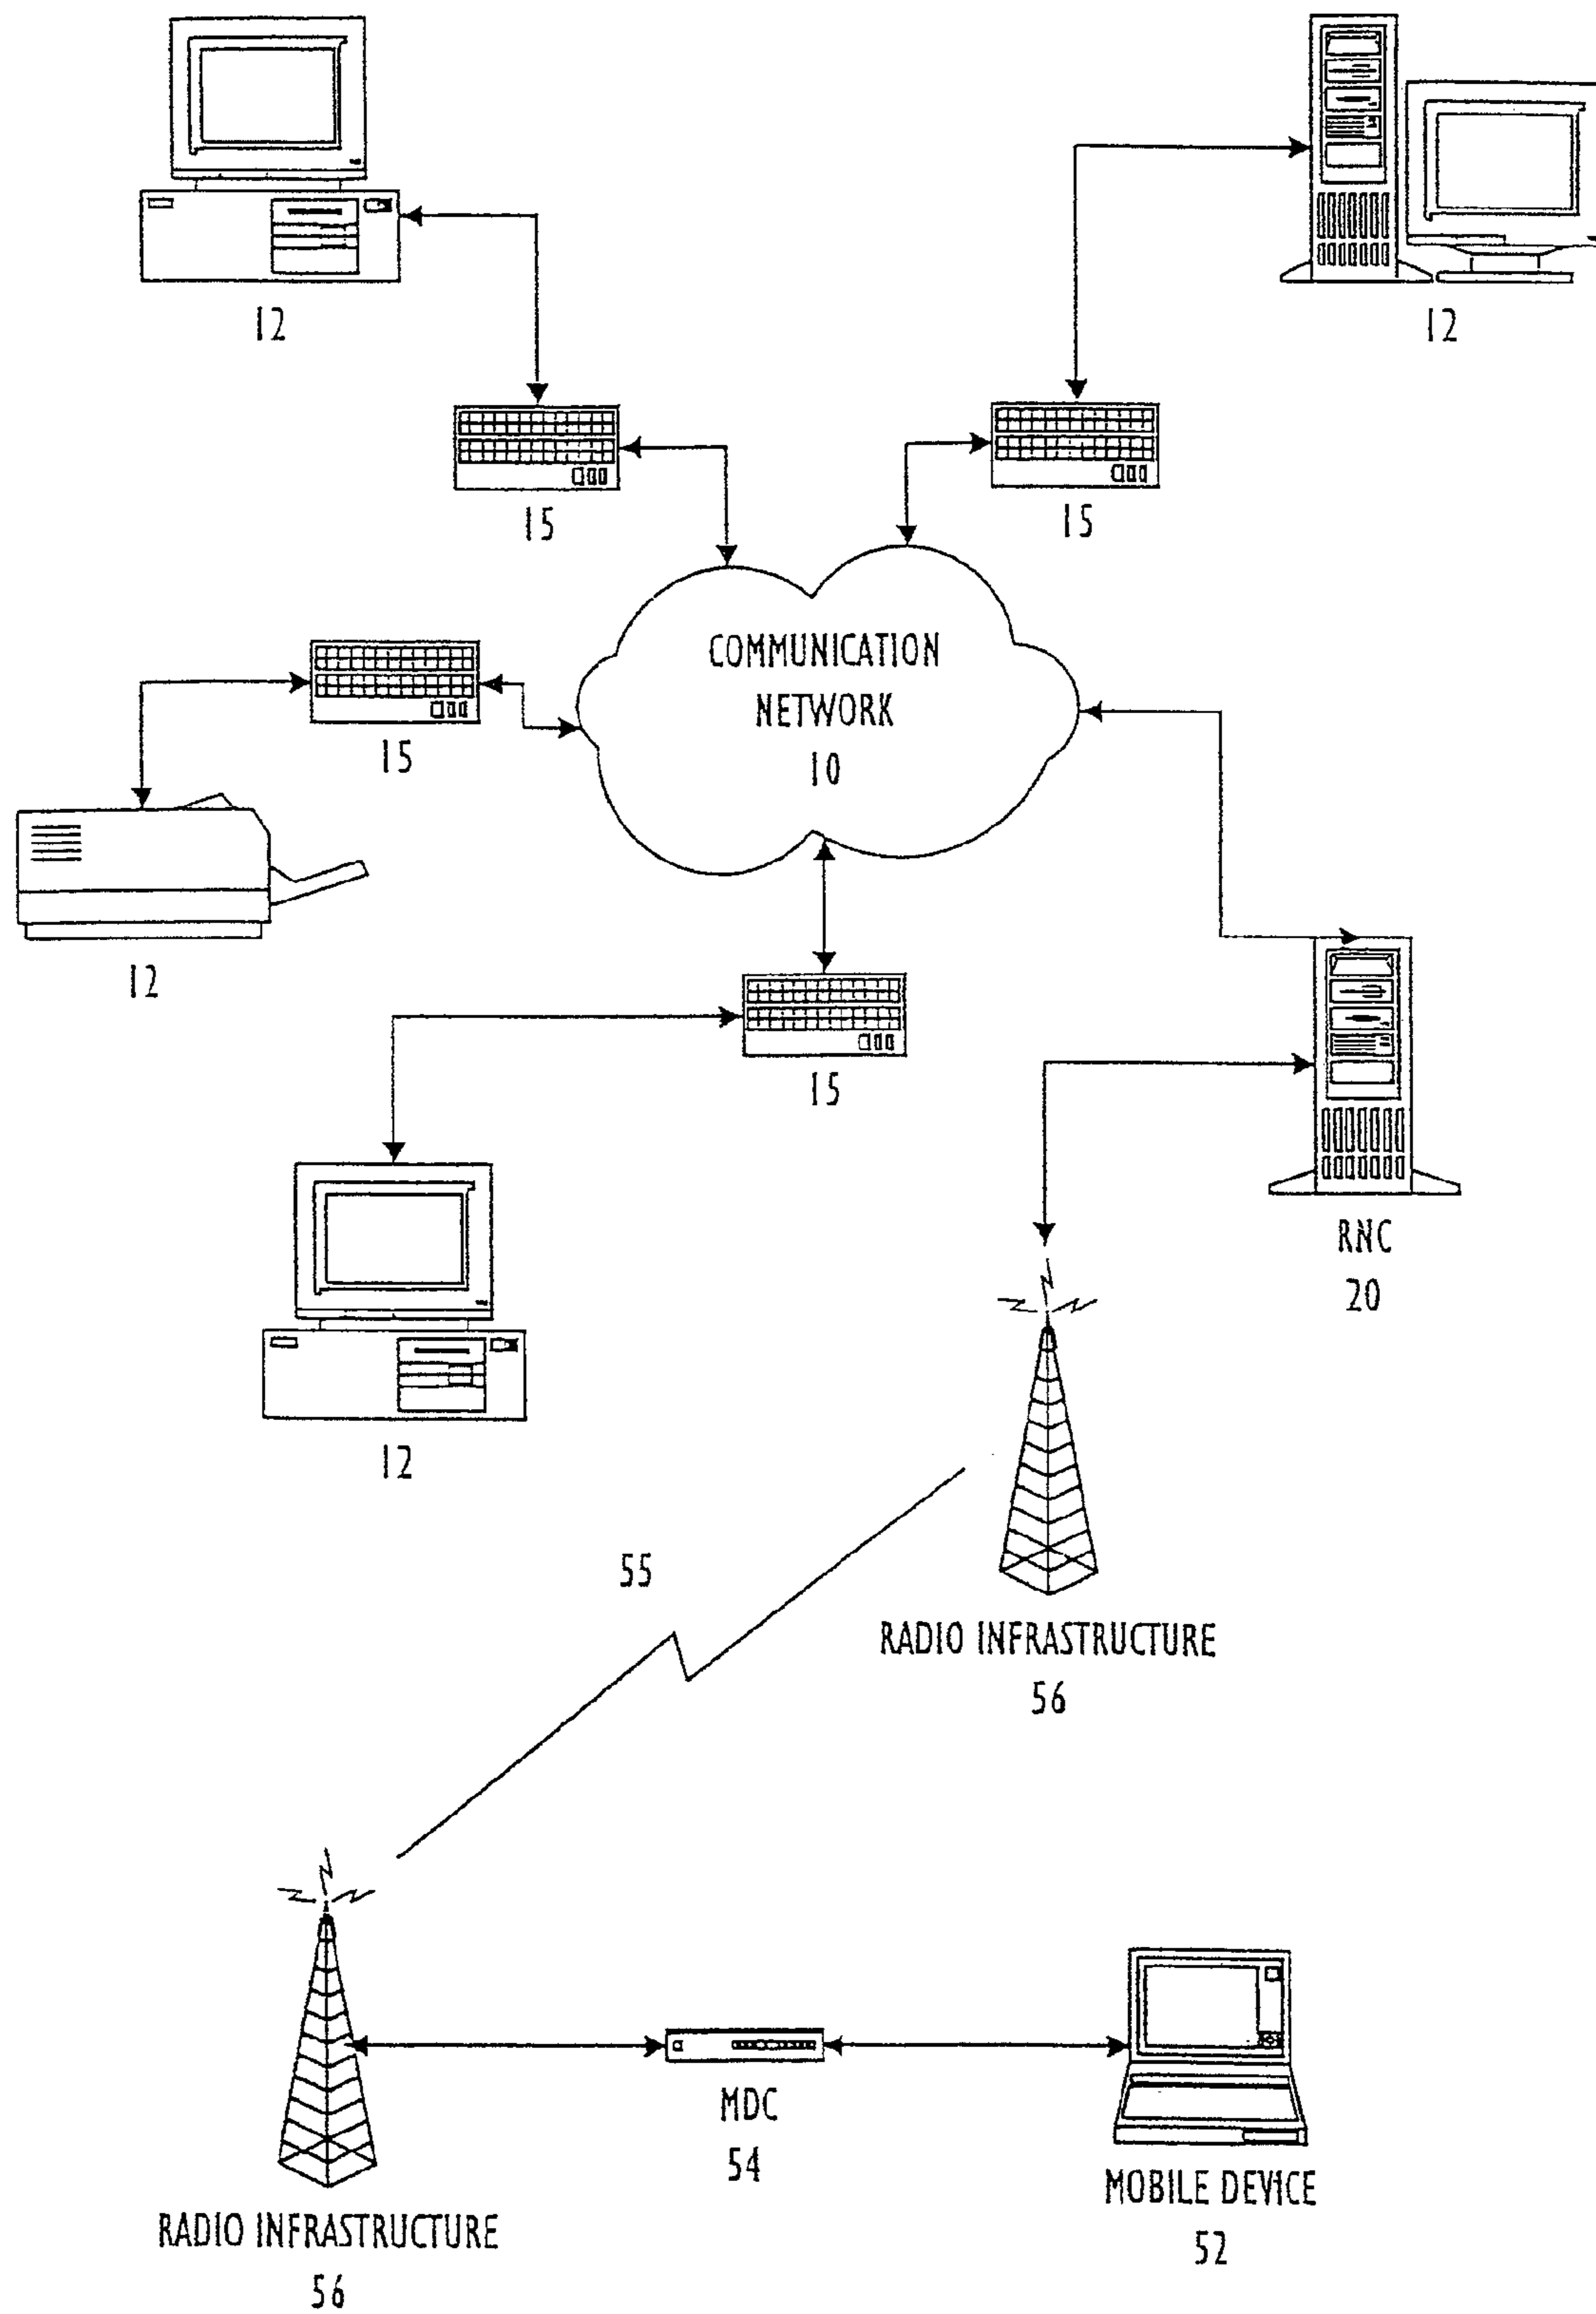 12
12
15
15
COMMUNICATION
NETWORK
10
15
12
15
RNC
20
12
55
RADIO INFRASTRUCTURE
56
MDC
54
MOBILE DEVICE
52
RADIO INFRASTRUCTURE
56